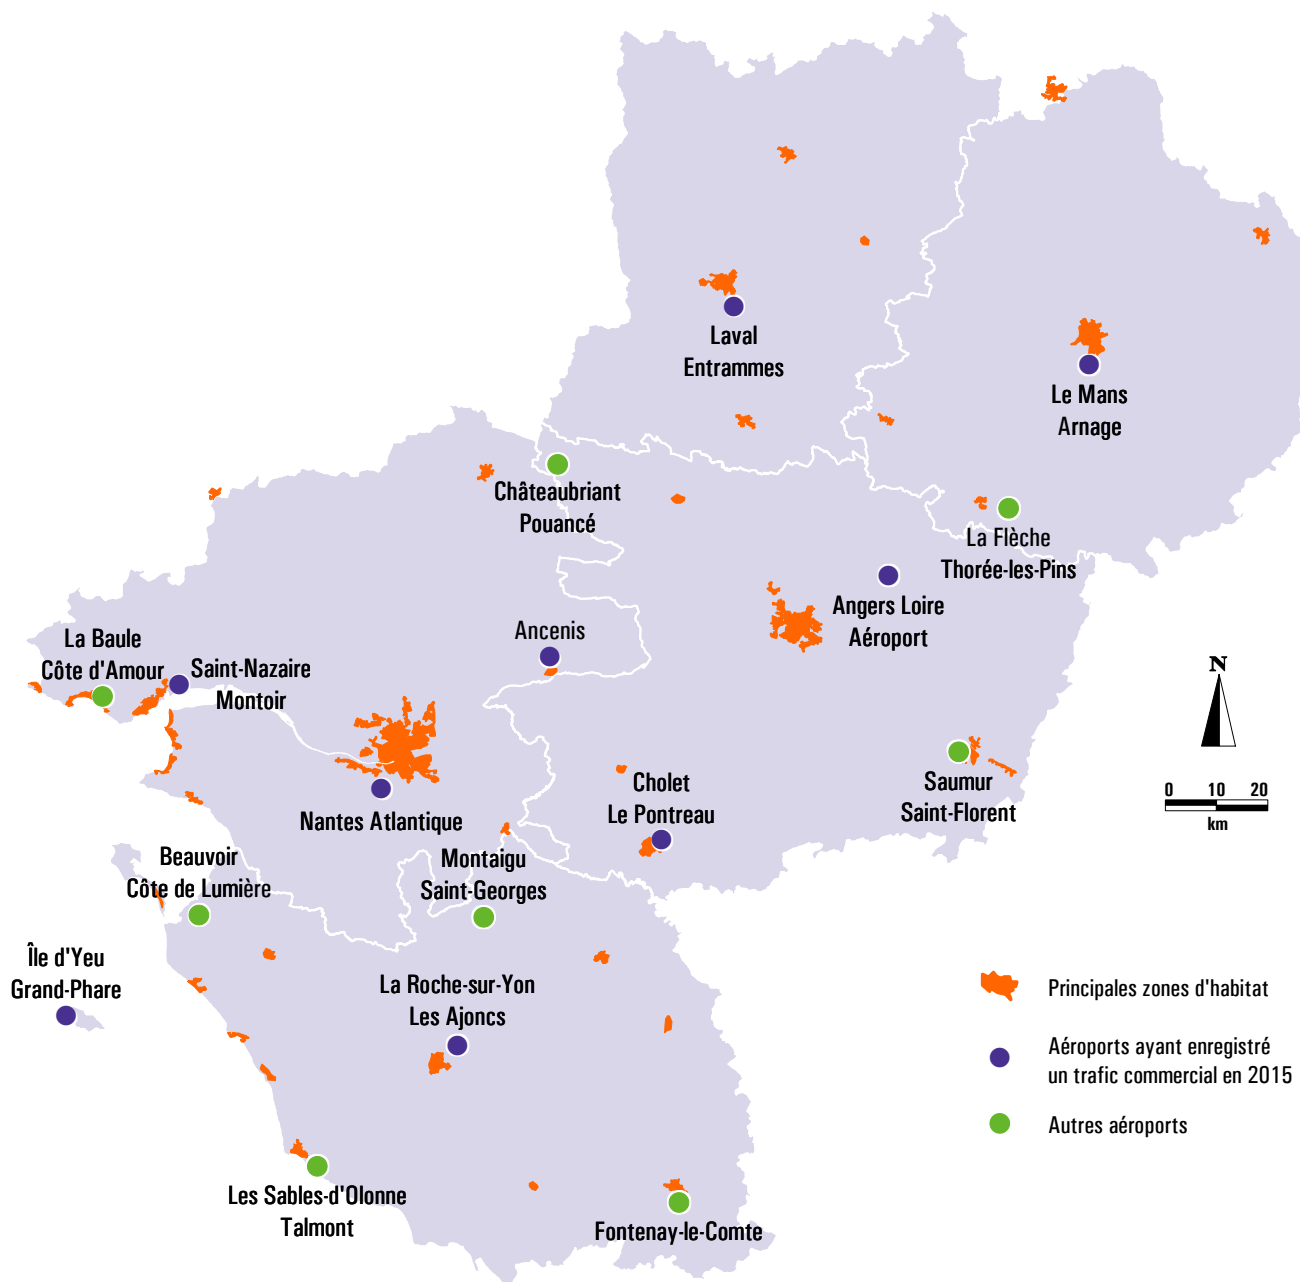 Laval
Entrammes
Le Mans
Arnage
Châteaubriant
Pouancé
La Flèche
Thorée-les-Pins
Angers Loire
Aéroport
Ancenis
La Baule
Côte d'Amour
Saint-Nazaire
Montoir
Nantes Atlantique
Cholet
Le Pontreau
Saumur
Saint-Florent
N
0 10 20
km
Beauvoir
Côte de Lumière
Montaigu
Saint-Georges
Île d'Yeu
Grand-Phare
La Roche-sur-Yon
Les Ajoncs
Les Sables-d'Olonne
Talmont
Fontenay-le-Comte
Principales zones d'habitat
Aéroports ayant enregistré
un trafic commercial en 2015
Autres aéroports